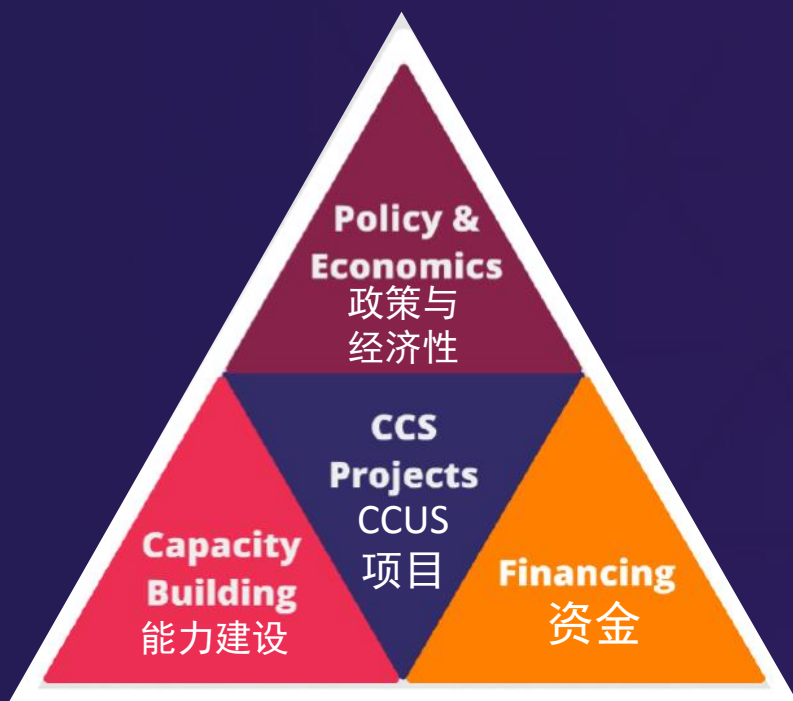 Policy &
Economics
政策与
经济性
CCS
Projects
CCUS
项目
Capacity
Building
能力建设
Financing
资金